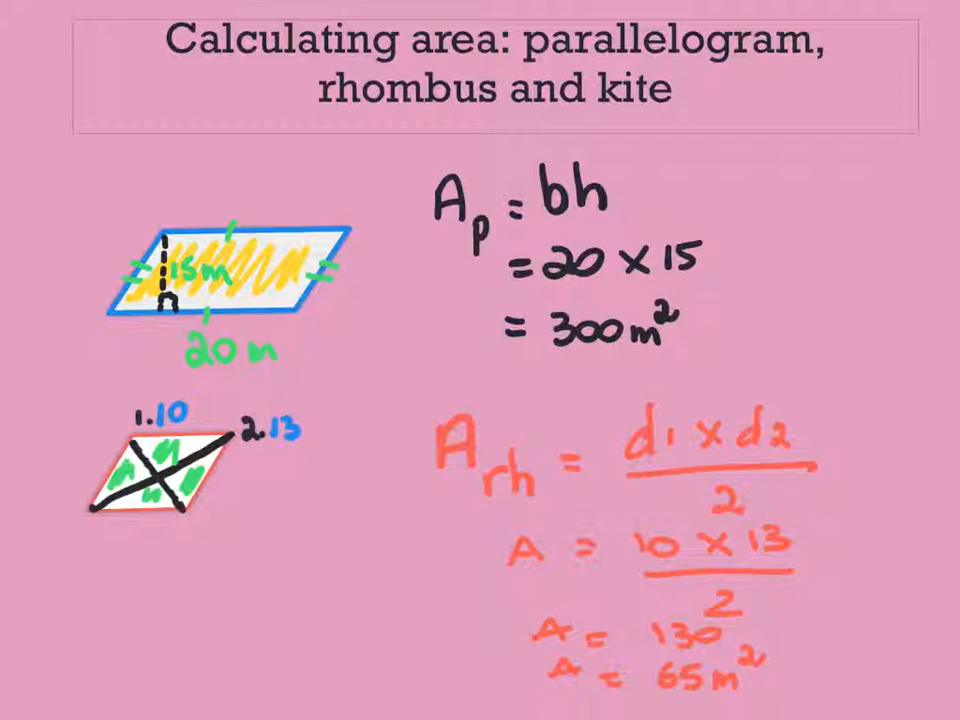 Calculating area: parallelogram,
rhombus and kite
Ap = bh
= 20 x 15
= 300m²
15m
20m
1.10
2.13
Arh = d1 x d2
2
A = 10 x 13
2
A = 130
A = 65m²